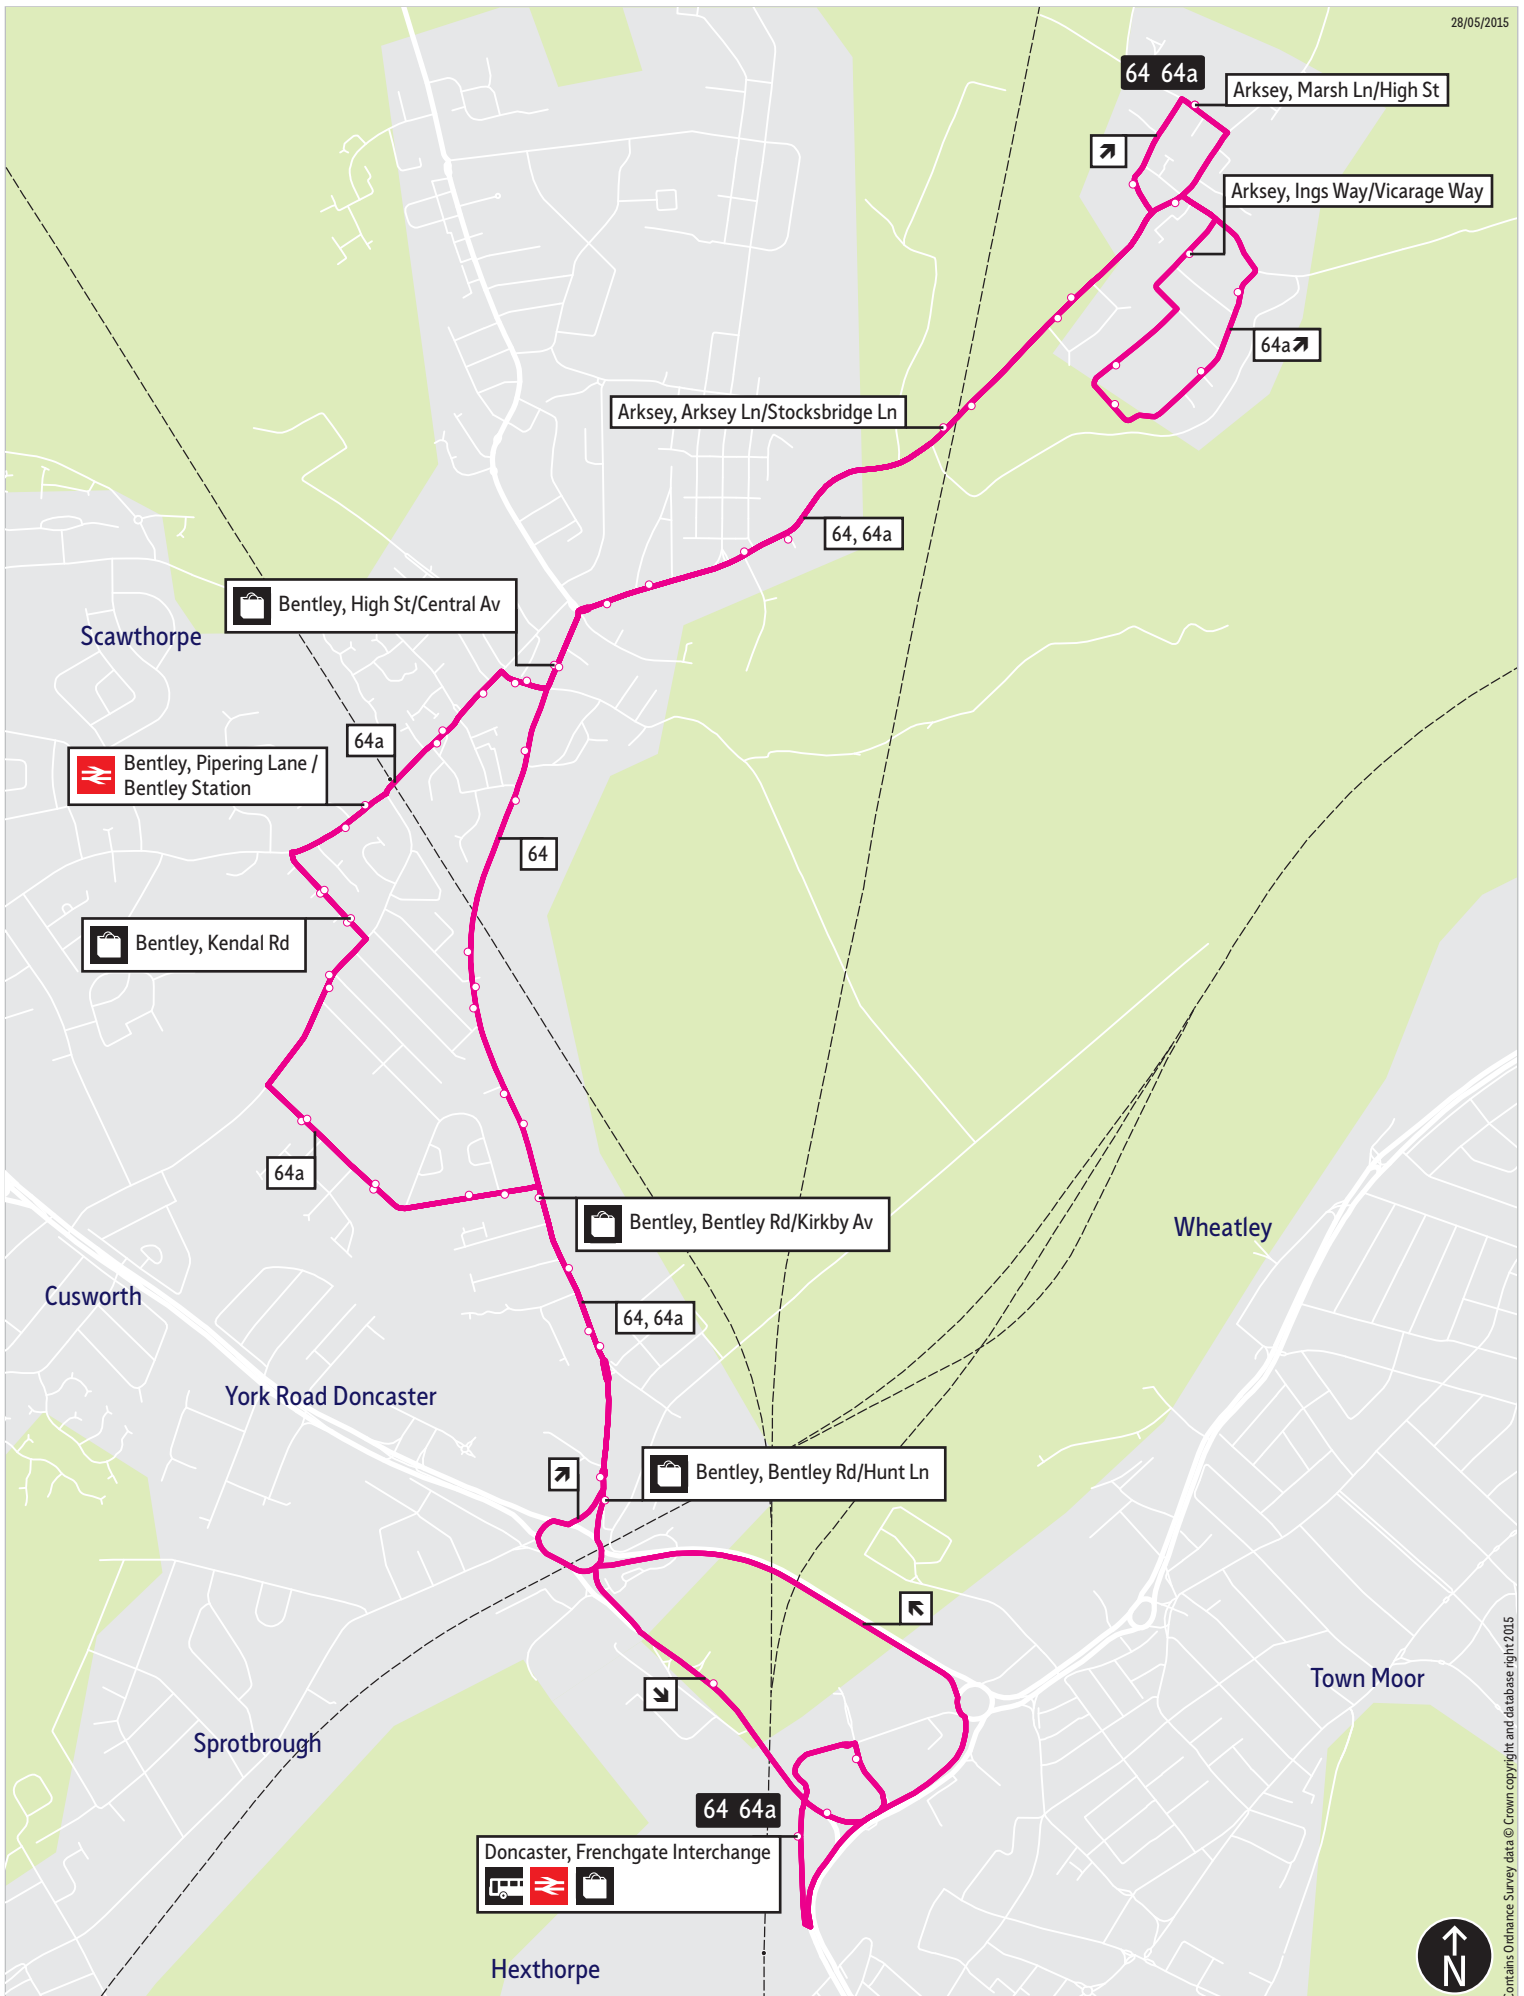 28/05/2015
64 64a
Arksey, Marsh Ln/High St
Arksey, Ings Way/Vicarage Way
64a
Arksey, Arksey Ln/Stocksbridge Ln
64, 64a
Bentley, High St/Central Av
Scawthorpe
64a
Bentley, Pipering Lane /
Bentley Station
64
Bentley, Kendal Rd
64a
Bentley, Bentley Rd/Kirkby Av
Wheatley
Cusworth
64, 64a
York Road Doncaster
Bentley, Bentley Rd/Hunt Ln
Town Moor
Sprotbrough
64 64a
Doncaster, Frenchgate Interchange
Hexthorpe
N
Contains Ordnance Survey data © Crown copyright and database right 2015